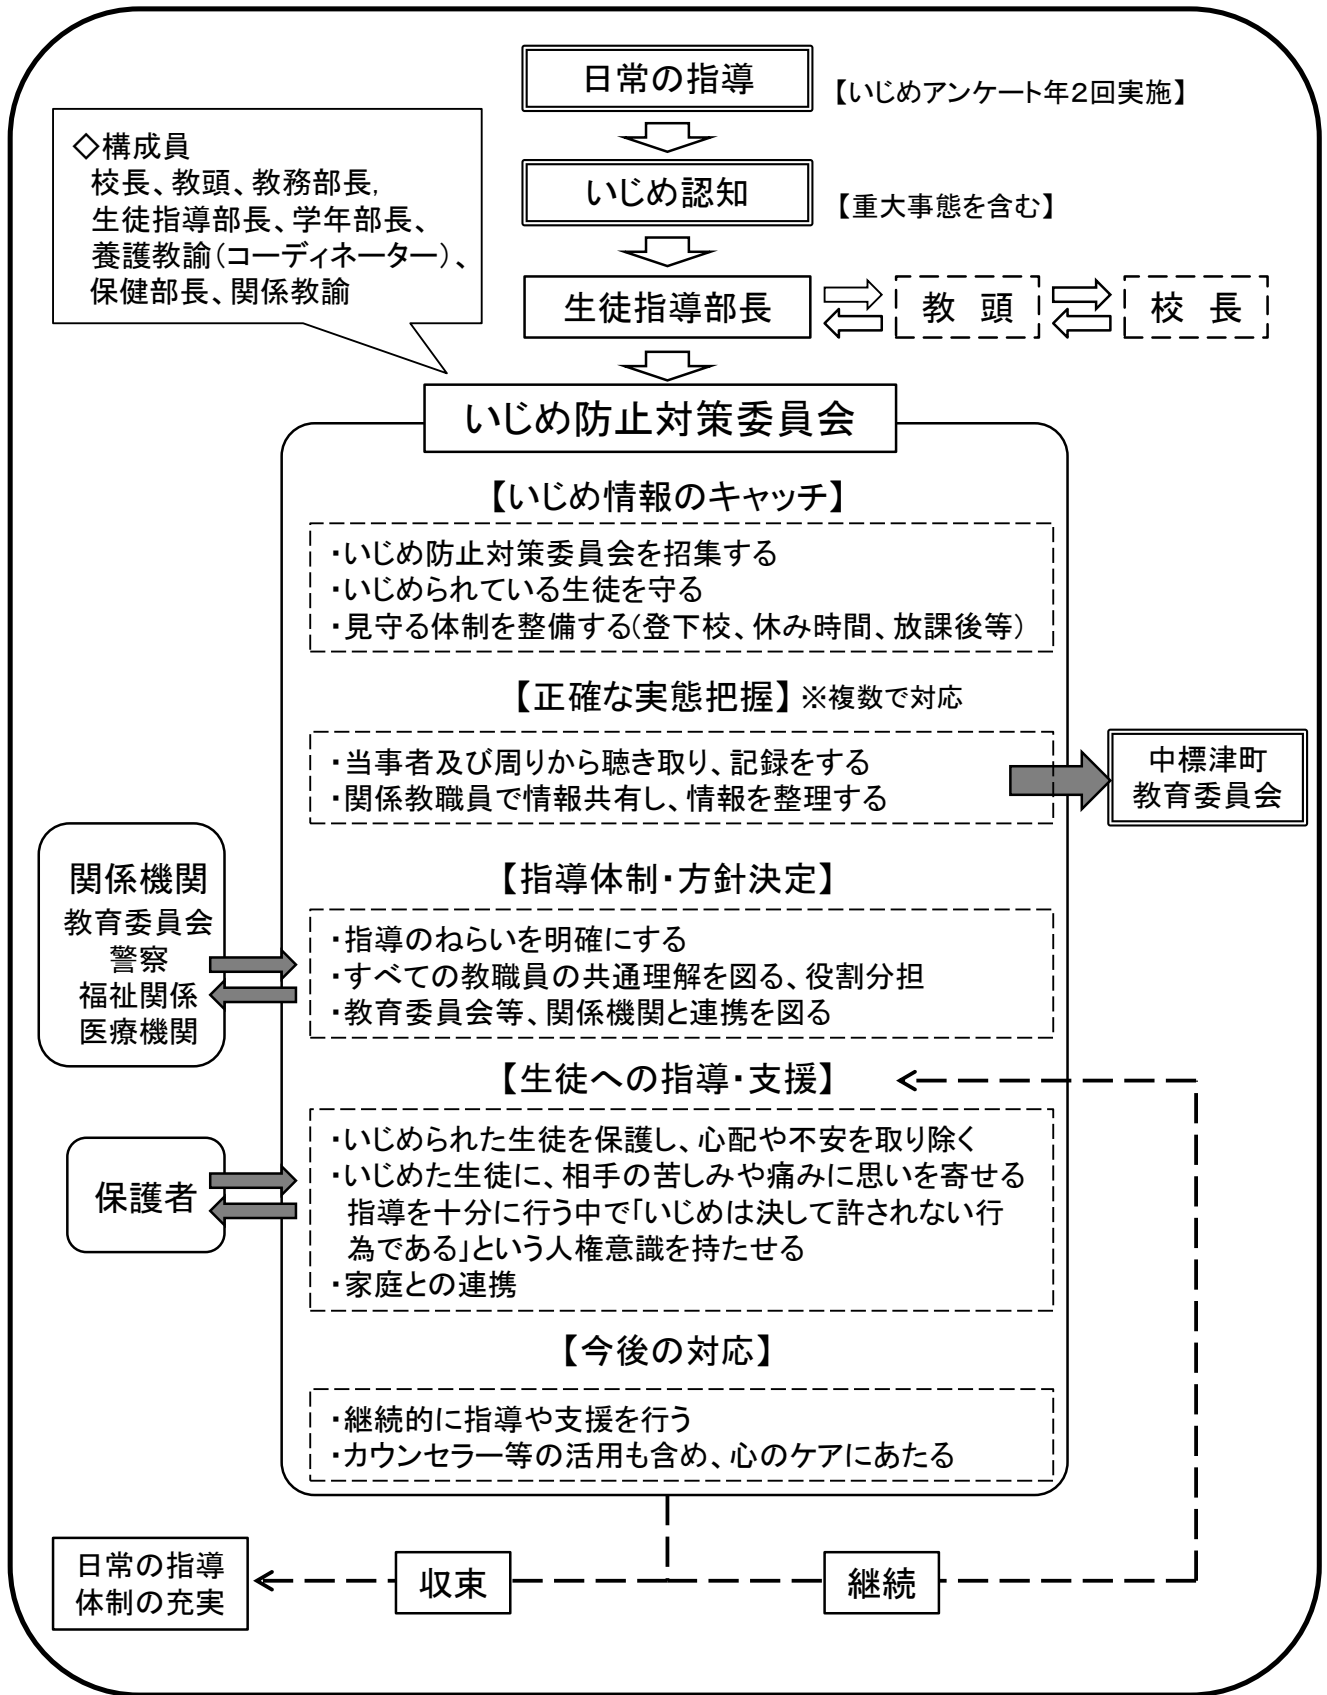 日常の指導
【いじめアンケート年2回実施】
◇構成員
校長、教頭、教務部長,
生徒指導部長、学年部長、
養護教諭(コーディネーター)、
保健部長、関係教諭
いじめ認知
【重大事態を含む】
生徒指導部長
教 頭
校 長
いじめ防止対策委員会
【いじめ情報のキャッチ】
・いじめ防止対策委員会を招集する
・いじめられている生徒を守る
・見守る体制を整備する(登下校、休み時間、放課後等)
【正確な実態把握】※複数で対応
・当事者及び周りから聴き取り、記録をする
・関係教職員で情報共有し、情報を整理する
中標津町
教育委員会
【指導体制・方針決定】
・指導のねらいを明確にする
・すべての教職員の共通理解を図る、役割分担
・教育委員会等、関係機関と連携を図る
関係機関
教育委員会
警察
福祉関係
医療機関
【生徒への指導・支援】
・いじめられた生徒を保護し、心配や不安を取り除く
・いじめた生徒に、相手の苦しみや痛みに思いを寄せる
指導を十分に行う中で「いじめは決して許されない行
為である」という人権意識を持たせる
・家庭との連携
保護者
【今後の対応】
・継続的に指導や支援を行う
・カウンセラー等の活用も含め、心のケアにあたる
日常の指導
体制の充実
収束
継続